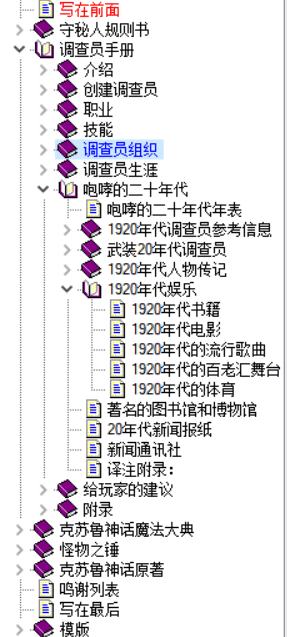 写在前面
守秘人规则书
调查员手册
介绍
创建调查员
职业
技能
调查员组织
调查员生涯
咆哮的二十年代
咆哮的二十年代年表
1920年代调查员参考信息
武装20年代调查员
1920年代人物传记
1920年代娱乐
1920年代书籍
1920年代电影
1920年代的流行歌曲
1920年代的百老汇舞台
1920年代的体育
著名的图书馆和博物馆
20年代新闻报纸
新闻通讯社
译注附录：
给玩家的建议
附录
克苏鲁神话魔法大典
怪物之锤
克苏鲁神话原著
鸣谢列表
写在最后
模版